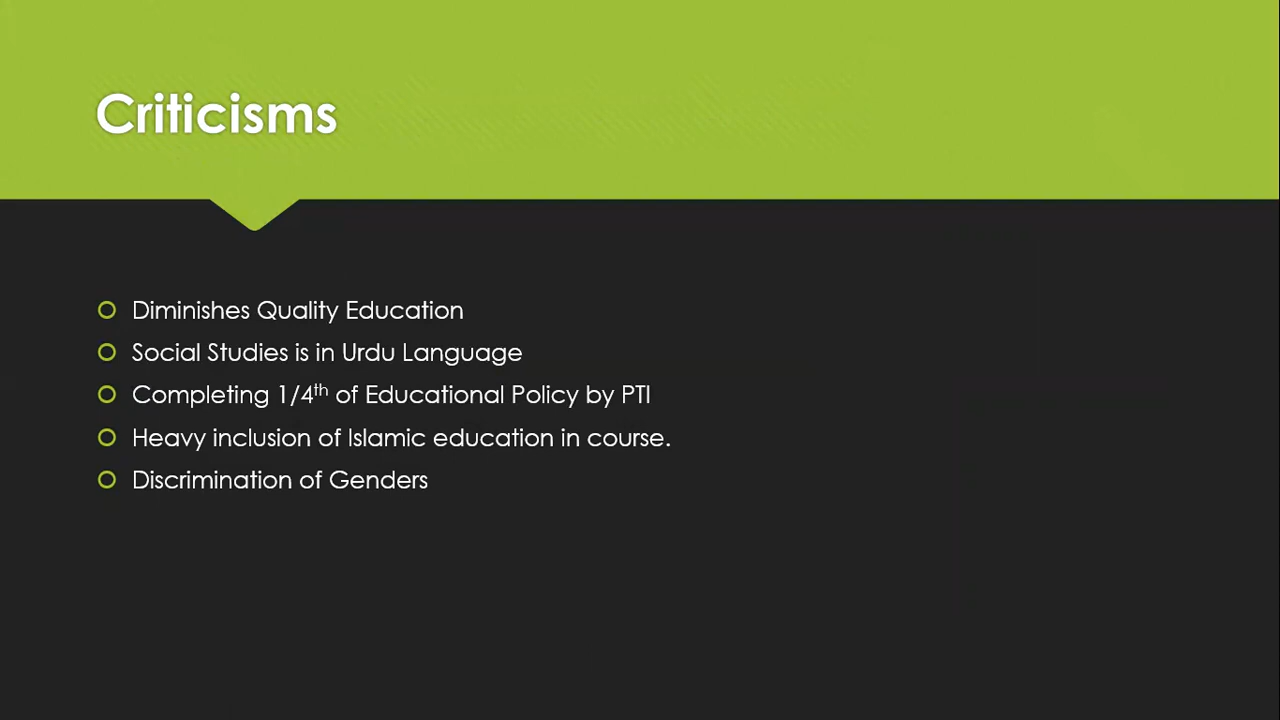 Criticisms
Diminishes Quality Education
Social Studies is in Urdu Language
Completing 1/4th of Educational Policy by PTI
Heavy inclusion of Islamic education in course.
Discrimination of Genders